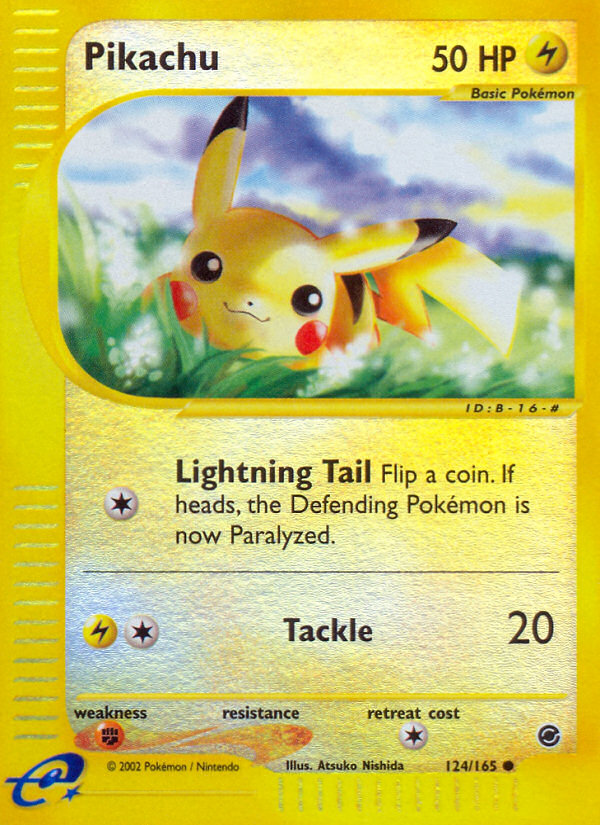 Pikachu 50 HP
Basic Pokémon
ID:B-16-#
Lightning Tail Flip a coin. If
heads, the Defending Pokémon is
now Paralyzed.
Tackle 20
weakness resistance retreat cost
© 2002 Pokémon / Nintendo Illus. Atsuko Nishida 124/165
e